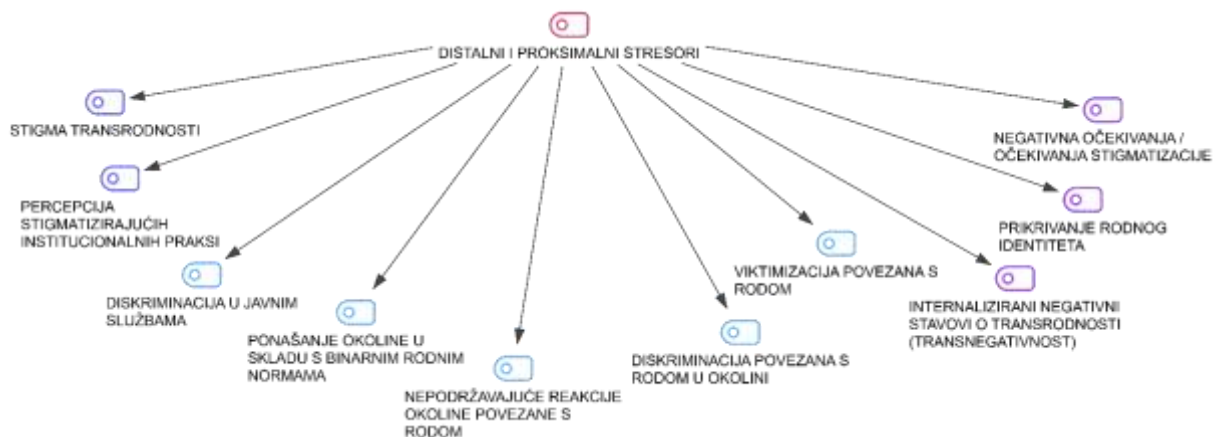 DISTALNI I PROKSIMALNI STRESORI
STIGMA TRANSRODNOSTI
PERCEPCIJA
STIGMATIZIRAJUĆIH
INSTITUCIONALNIH PRAKSI
DISKRIMINACIJA U JAVNIM
SLUŽBAMA
PONAŠANJE OKOLINE U
SKLADU S BINARNIM RODNIM
NORMAMA
NEPODRŽAVAJUĆE REAKCIJE
OKOLINE POVEZANE S
RODOM
DISKRIMINACIJA POVEZANA S
RODOM U OKOLINI
VIKTIMIZACIJA POVEZANA S
RODOM
INTERNALIZIRANI NEGATIVNI
STAVOVI O TRANSRODNOSTI
(TRANSNEGATIVNOST)
PRIKRIVANJE RODNOG
IDENTITETA
NEGATIVNA OČEKIVANJA /
OČEKIVANJA STIGMATIZACIJE